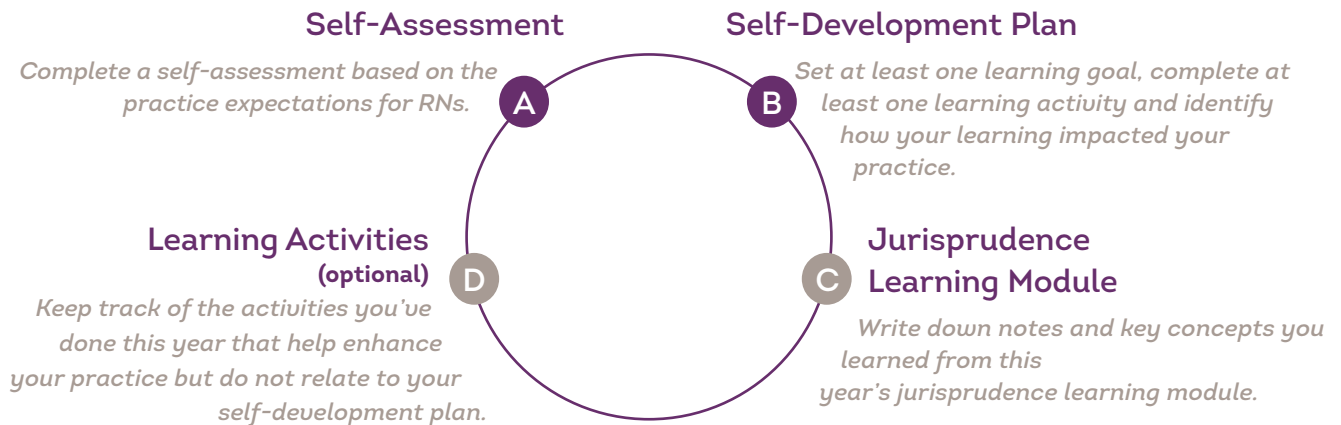 Self-Assessment
Complete a self-assessment based on the
practice expectations for RNs.
A
Self-Development Plan
B
Set at least one learning goal, complete at
least one learning activity and identify
how your learning impacted your
practice.
Learning Activities
(optional)
D
Keep track of the activities you've
done this year that help enhance
your practice but do not relate to your
self-development plan.
Jurisprudence
Learning Module
C
Write down notes and key concepts you
learned from this
year's jurisprudence learning module.